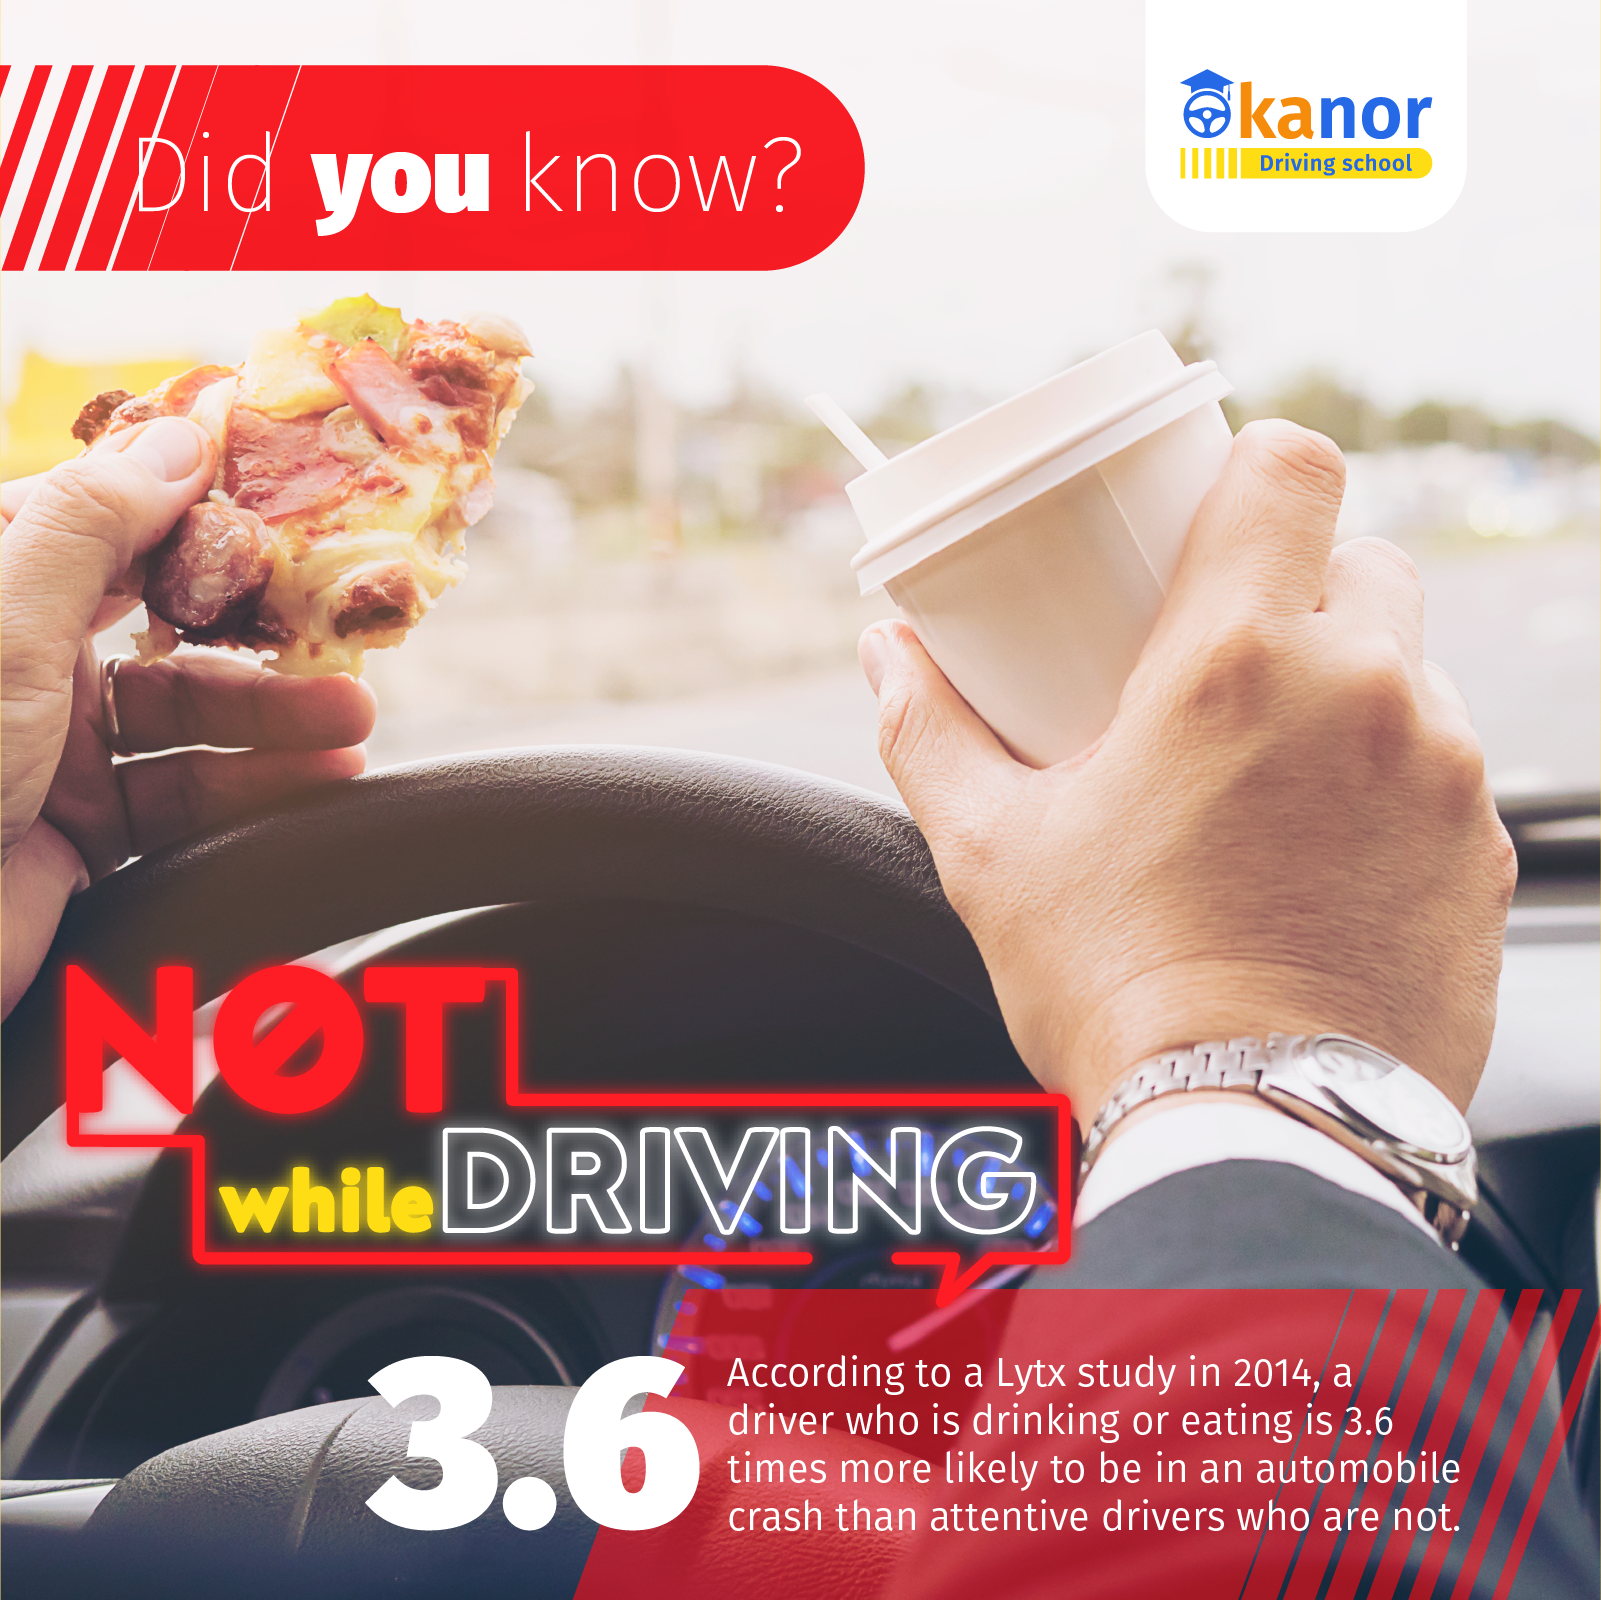 Did you know?
kanor
Driving school
NOT
while DRIVING
3.6
According to a Lytx study in 2014, a
driver who is drinking or eating is 3.6
times more likely to be in an automobile
crash than attentive drivers who are not.